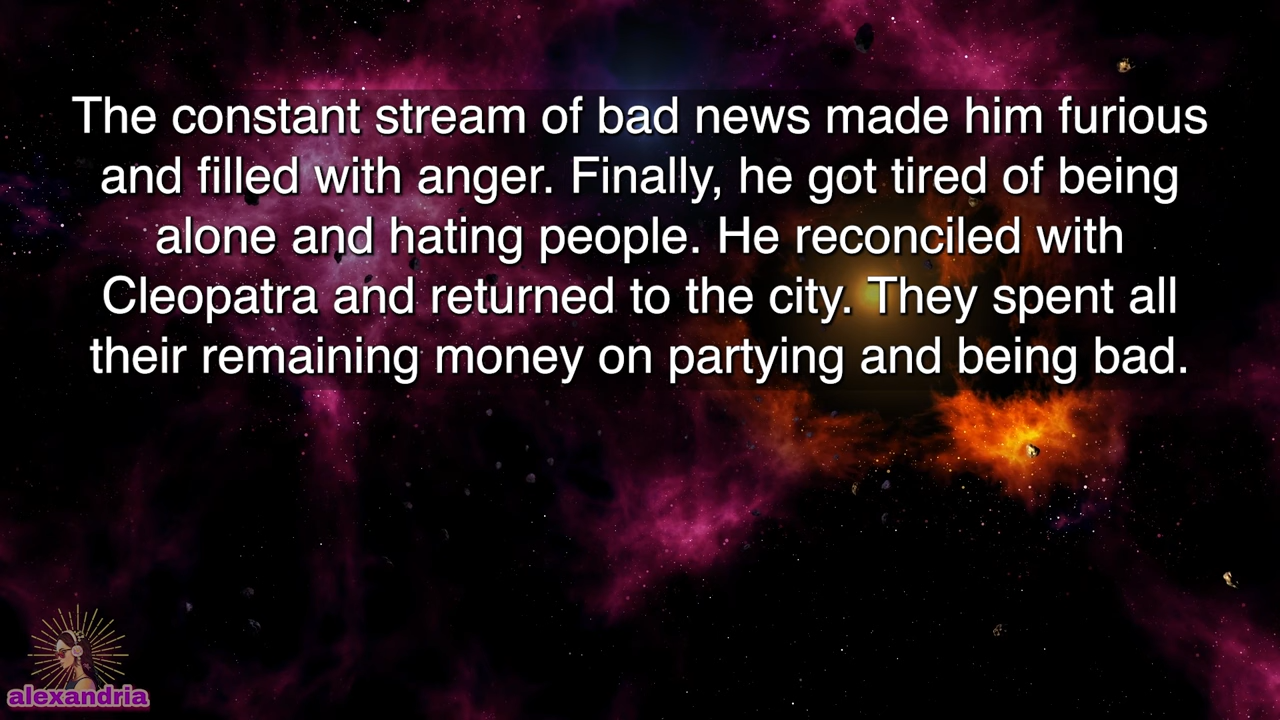 The constant stream of bad news made him furious
and filled with anger. Finally, he got tired of being
alone and hating people. He reconciled with
Cleopatra and returned to the city. They spent all
their remaining money on partying and being bad.
alexandria